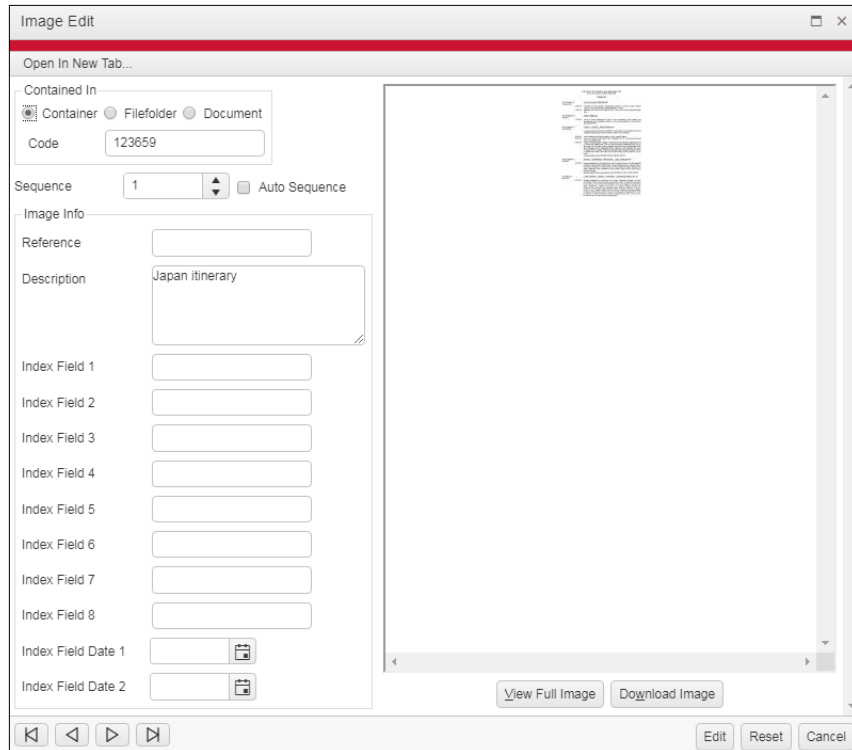 Image Edit
Open In New Tab...
Contained In
Container Filefolder Document
Code 123659
Sequence 1 Auto Sequence
Image Info
Reference
Description Japan itinerary
Index Field 1
Index Field 2
Index Field 3
Index Field 4
Index Field 5
Index Field 6
Index Field 7
Index Field 8
Index Field Date 1
Index Field Date 2
View Full Image Download Image
Edit Reset Cancel